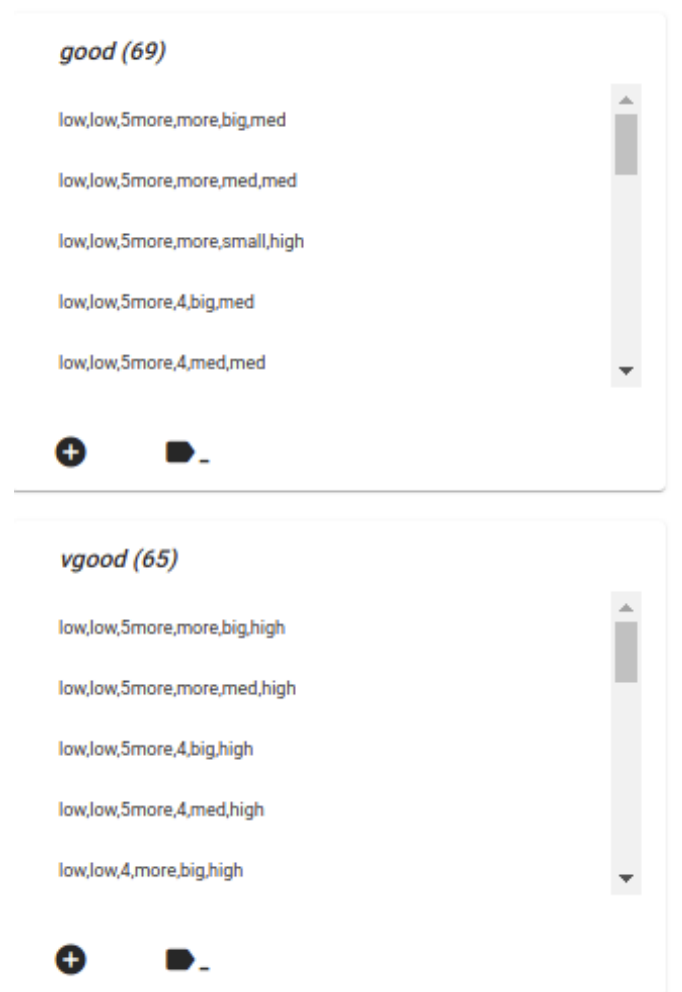 good (69)
low,low,5more,more,big,med
low,low,5more,more,med,med
low,low,5more,more,small,high
low,low,5more,4,big,med
low,low,5more,4,med,med
vgood (65)
low,low,5more,more,big,high
low,low,5more,more,med,high
low,low,5more,4,big,high
low,low,5more,4,med,high
low,low,4,more,big,high